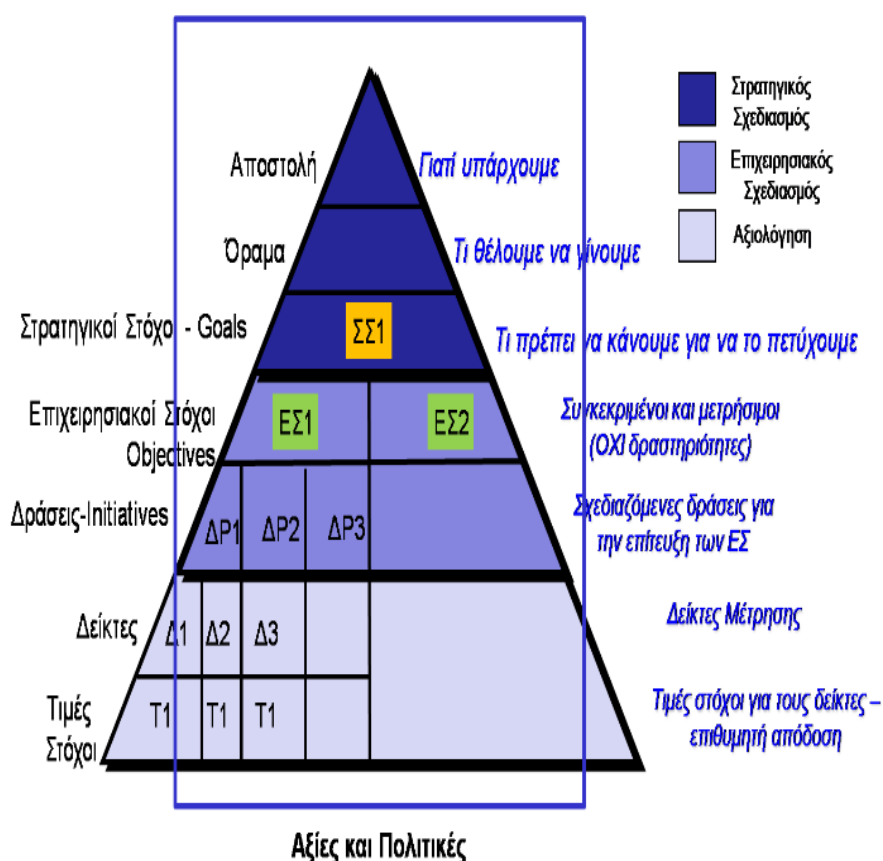 Στρατηγικός
Σχεδιασμός
Επιχειρησιακός
Σχεδιασμός
Αξιολόγηση
Αποστολή
Γιατί υπάρχουμε
Όραμα
Τι θέλουμε να γίνουμε
Στρατηγικοί Στόχοι - Goals
ΣΣ1
Τι πρέπει να κάνουμε για να το πετύχουμε
Επιχειρησιακοί Στόχοι
Objectives
ΕΣ1
ΕΣ2
Συγκεκριμένοι και μετρήσιμοι
(ΟΧΙ δραστηριότητες)
Δράσεις-Initiatives
ΔΡ1
ΔΡ2
ΔΡ3
Σχεδιαζόμενες δράσεις για
την επίτευξη των ΕΣ
Δείκτες
Δ1
Δ2
Δ3
Δείκτες Μέτρησης
Τιμές
Στόχοι
Τ1
Τ1
Τ1
Τιμές στόχοι για τους δείκτες –
επιθυμητή απόδοση
Αξίες και Πολιτικές